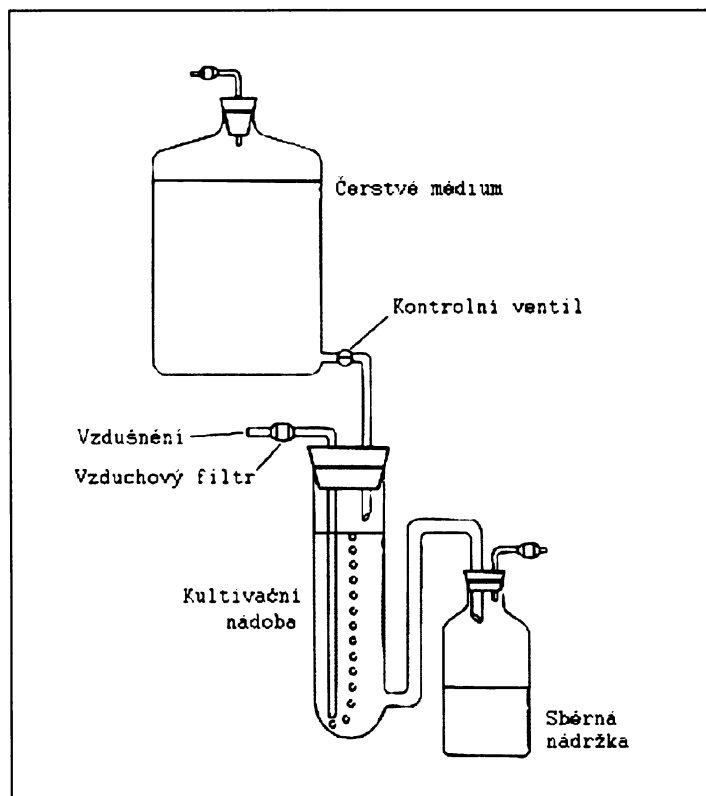 Čerstvé médium
Kontrolní ventil
Vzdušnění
Vzduchový filtr
Kultivační
nádoba
Sběrná
nádržka